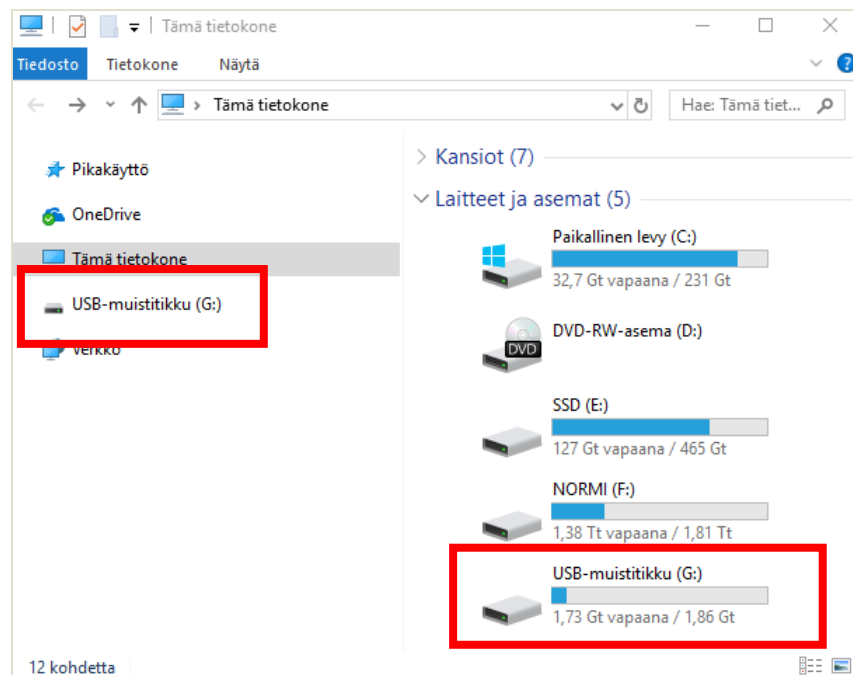 Tämä tietokone
Tiedosto Tietokone Näytä
Tämä tietokone Hae: Tämä tiet...
Pikakäyttö
OneDrive
Tämä tietokone
USB-muistitikku (G:)
Verkko
Kansiot (7)
Laitteet ja asemat (5)
Paikallinen levy (C:)
32,7 Gt vapaana / 231 Gt
DVD
DVD-RW-asema (D:)
SSD (E:)
127 Gt vapaana / 465 Gt
NORMI (F:)
1,38 Tt vapaana / 1,81 Tt
USB-muistitikku (G:)
1,73 Gt vapaana / 1,86 Gt
12 kohdetta